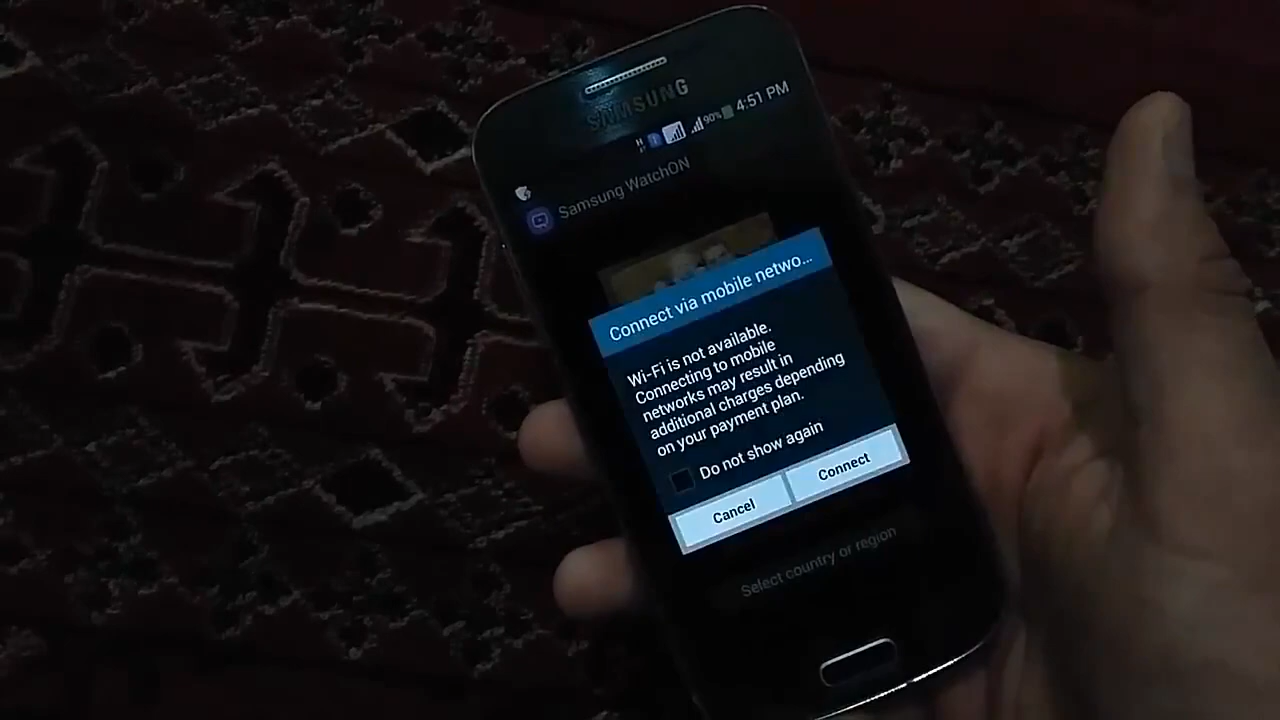 SAMSUNG
H 90% 4:51 PM
Samsung WatchON
Connect via mobile netwo...
Wi-Fi is not available.
Connecting to mobile
networks may result in
additional charges depending
on your payment plan.
Do not show again
Cancel
Connect
Select country or region